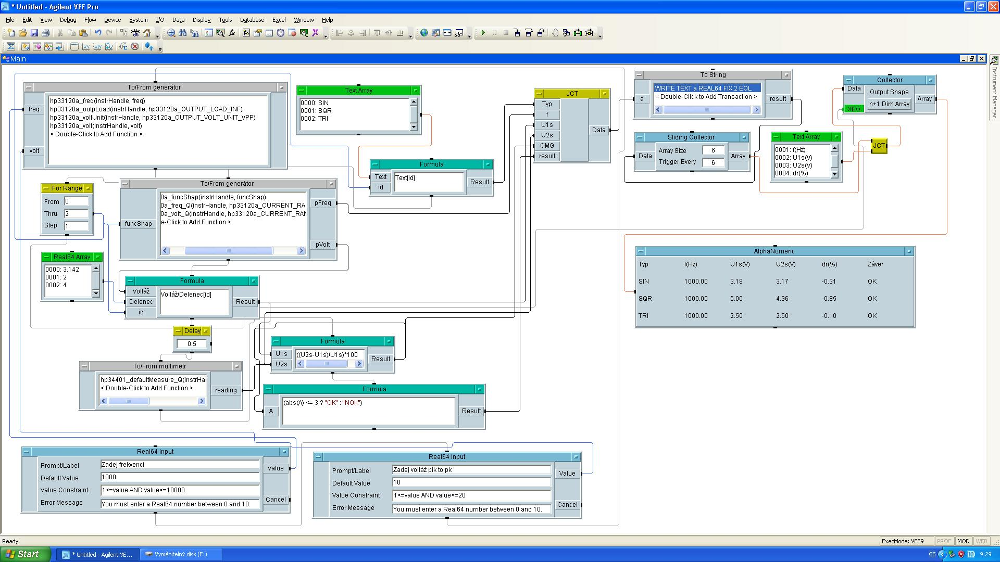 * Untitled - Agilent VEE Pro
File Edit View Debug Flow Device System I/O Data Display Tools Database Excel Window Help
Main
Instrument Manager
To/From generátor
freq
volt
hp33120a_freq(instrHandle, freq)
hp33120a_outpLoad(instrHandle, hp33120a_OUTPUT_LOAD_INF)
hp33120a_voltUnit(instrHandle, hp33120a_OUTPUT_VOLT_UNIT_VPP)
hp33120a_volt(instrHandle, volt)
< Double-Click to Add Function >
Text Array
0000: SIN
0001: SQR
0002: TRI
JCT
Typ
f
U1s
U2s
OMG
result
Data
To String
a
WRITE TEXT a REAL64 FIX:2 EOL
< Double-Click to Add Transaction >
result
Collector
Data
XEQ
Output Shape
n+1 Dim Array
Array
Sliding Collector
Data
Array Size 6
Trigger Every 6
Array
Text Array
0001: f(Hz)
0002: U1s(V)
0003: U2s(V)
0004: dr(%)
JCT
Formula
Text
id
Text[id]
Result
For Range
From 0
Thru 2
Step 1
To/From generátor
funcShap
0a_funcShap(instrHandle, funcShap)
0a_freq_Q(instrHandle, hp33120a_CURRENT_RA
0a_volt_Q(instrHandle, hp33120a_CURRENT_RAN
e-Click to Add Function >
pFreq
pVolt
Real64 Array
0000: 3.142
0001: 2
0002: 4
Formula
Voltáž
Delenec
id
Voltáž/Delenec[id]
Result
AlphaNumeric
Typ f(Hz) U1s(V) U2s(V) dr(%) Záver
SIN 1000.00 3.18 3.17 -0.31 OK
SQR 1000.00 5.00 4.96 -0.85 OK
TRI 1000.00 2.50 2.50 -0.10 OK
Delay
0.5
Formula
U1s
U2s
((U2s-U1s)/U1s)*100
Result
To/From multimetr
hp34401_defaultMeasure_Q(instrHar
< Double-Click to Add Function >
reading
Formula
A
(abs(A) <= 3 ? "OK" : "NOK")
Result
Real64 Input
Prompt/Label Zadej frekvenci
Default Value 1000
Value Constraint 1<=value AND value<=10000
Error Message You must enter a Real64 number between 0 and 10.
Value
Cancel
Real64 Input
Prompt/Label Zadej voltáž pík to pk
Default Value 10
Value Constraint 1<=value AND value<=20
Error Message You must enter a Real64 number between 0 and 10.
Value
Cancel
Ready
ExecMode: VEE9 PROF MOD WEB
Start
* Untitled - Agilent VE...
Vyměnitelný disk (F:)
CS
9:29